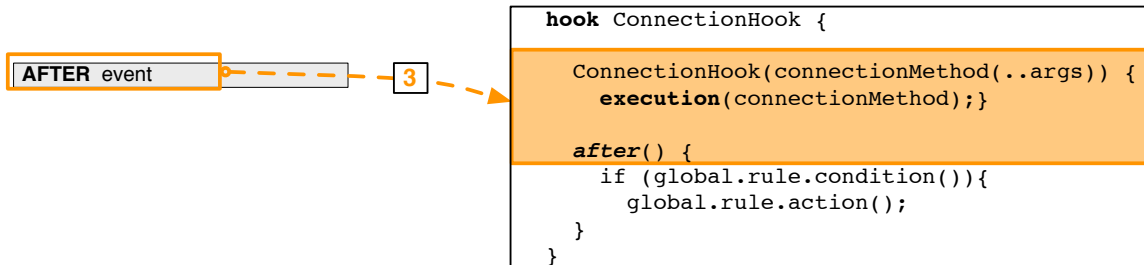 hook ConnectionHook {
AFTER event
3
ConnectionHook(connectionMethod(..args)) {
execution(connectionMethod);}
after() {
if (global.rule.condition()){
global.rule.action();
}
}